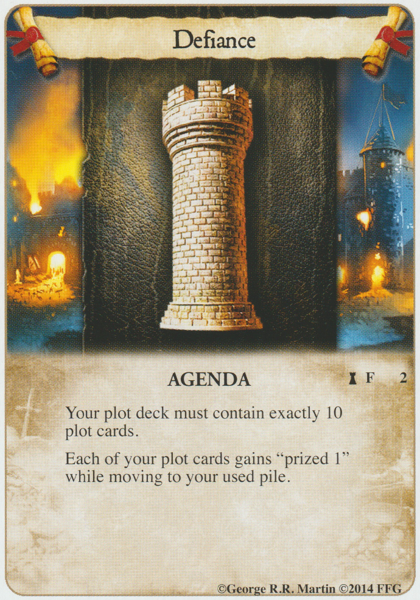 Defiance
AGENDA
F 2
Your plot deck must contain exactly 10
plot cards.
Each of your plot cards gains “prized 1”
while moving to your used pile.
©George R.R. Martin ©2014 FFG